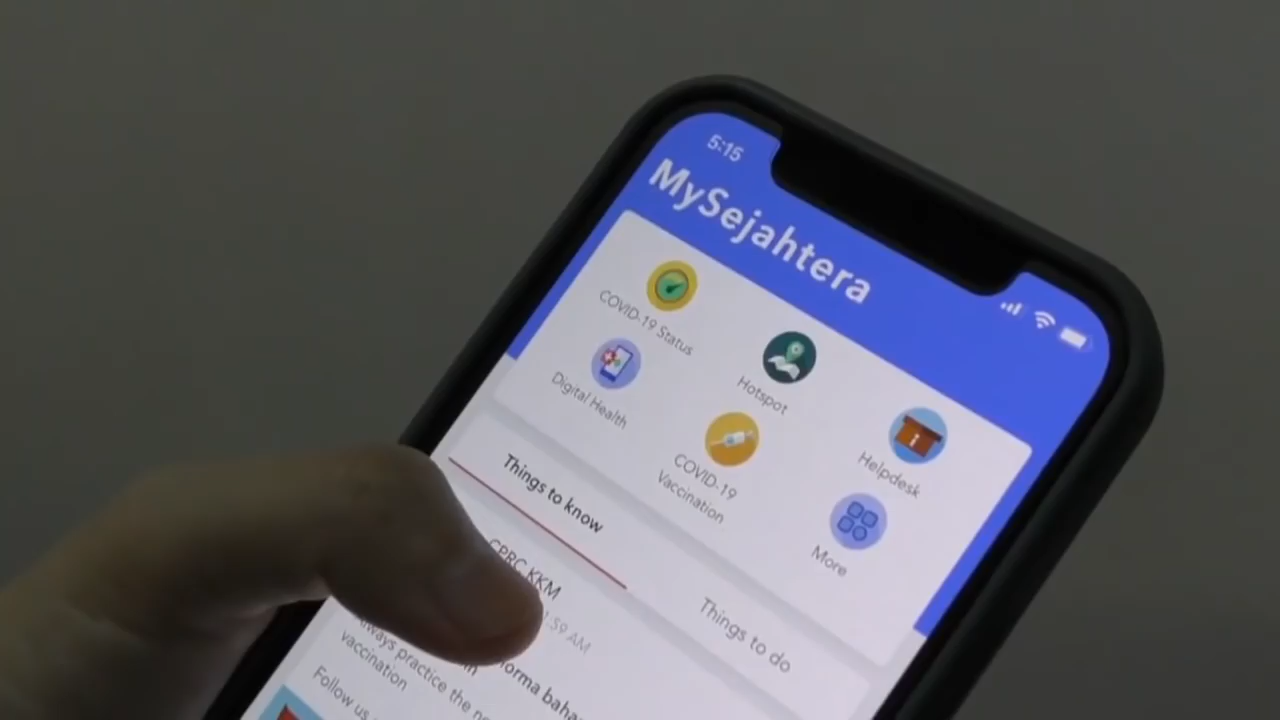 5:15
MySejahtera
COVID-19 Status
Hotspot
Helpdesk
Digital Health
COVID-19
Vaccination
More
Things to know
Things to do
CPRC KKM
:59 AM
baha
Always practice the
vaccination
Follow us